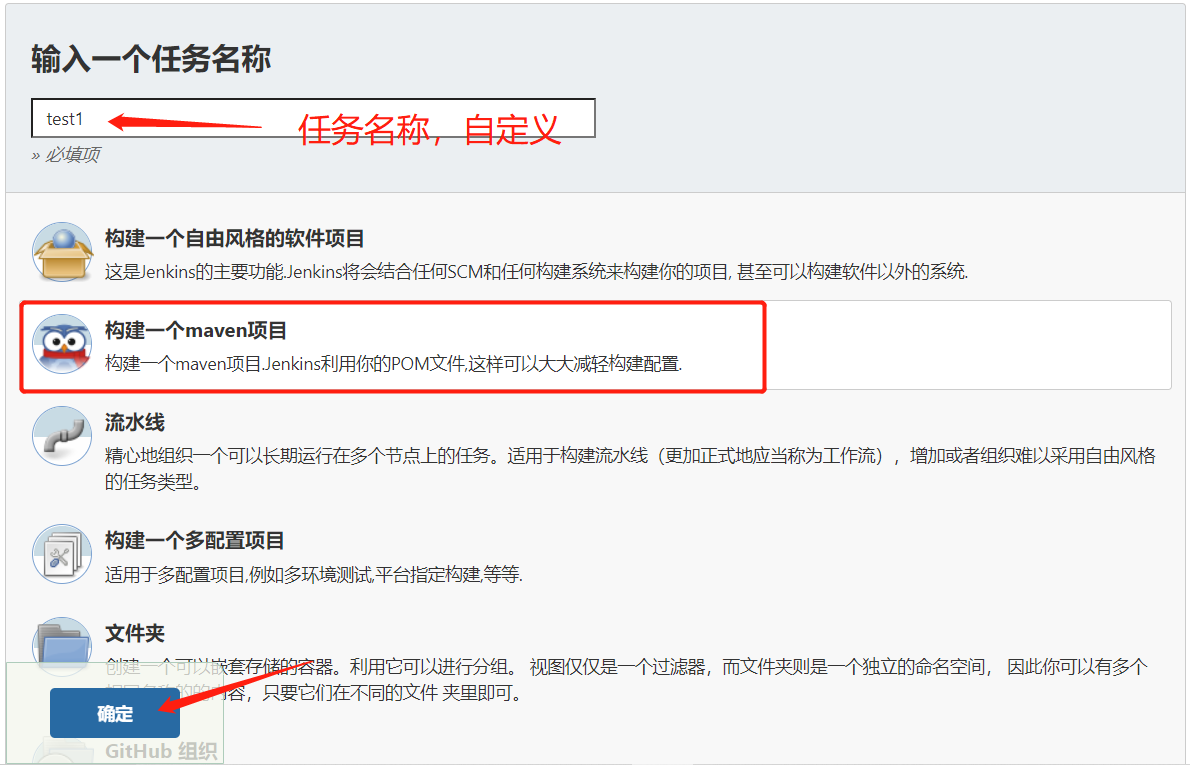 输入一个任务名称
test1
任务名称，自定义
» 必填项
构建一个自由风格的软件项目
这是Jenkins的主要功能.Jenkins将会结合任何SCM和任何构建系统来构建你的项目, 甚至可以构建软件以外的系统.
构建一个maven项目
构建一个maven项目.Jenkins利用你的POM文件,这样可以大大减轻构建配置.
流水线
精心地组织一个可以长期运行在多个节点上的任务。适用于构建流水线（更加正式地应当称为工作流），增加或者组织难以采用自由风格
的任务类型。
构建一个多配置项目
适用于多配置项目,例如多环境测试,平台指定构建,等等.
文件夹
创建一个可以嵌套存储的容器。利用它可以进行分组。 视图仅仅是一个过滤器，而文件夹则是一个独立的命名空间， 因此你可以有多个
相同名称的的内容，只要它们在不同的文件 夹里即可。
确定
GitHub 组织